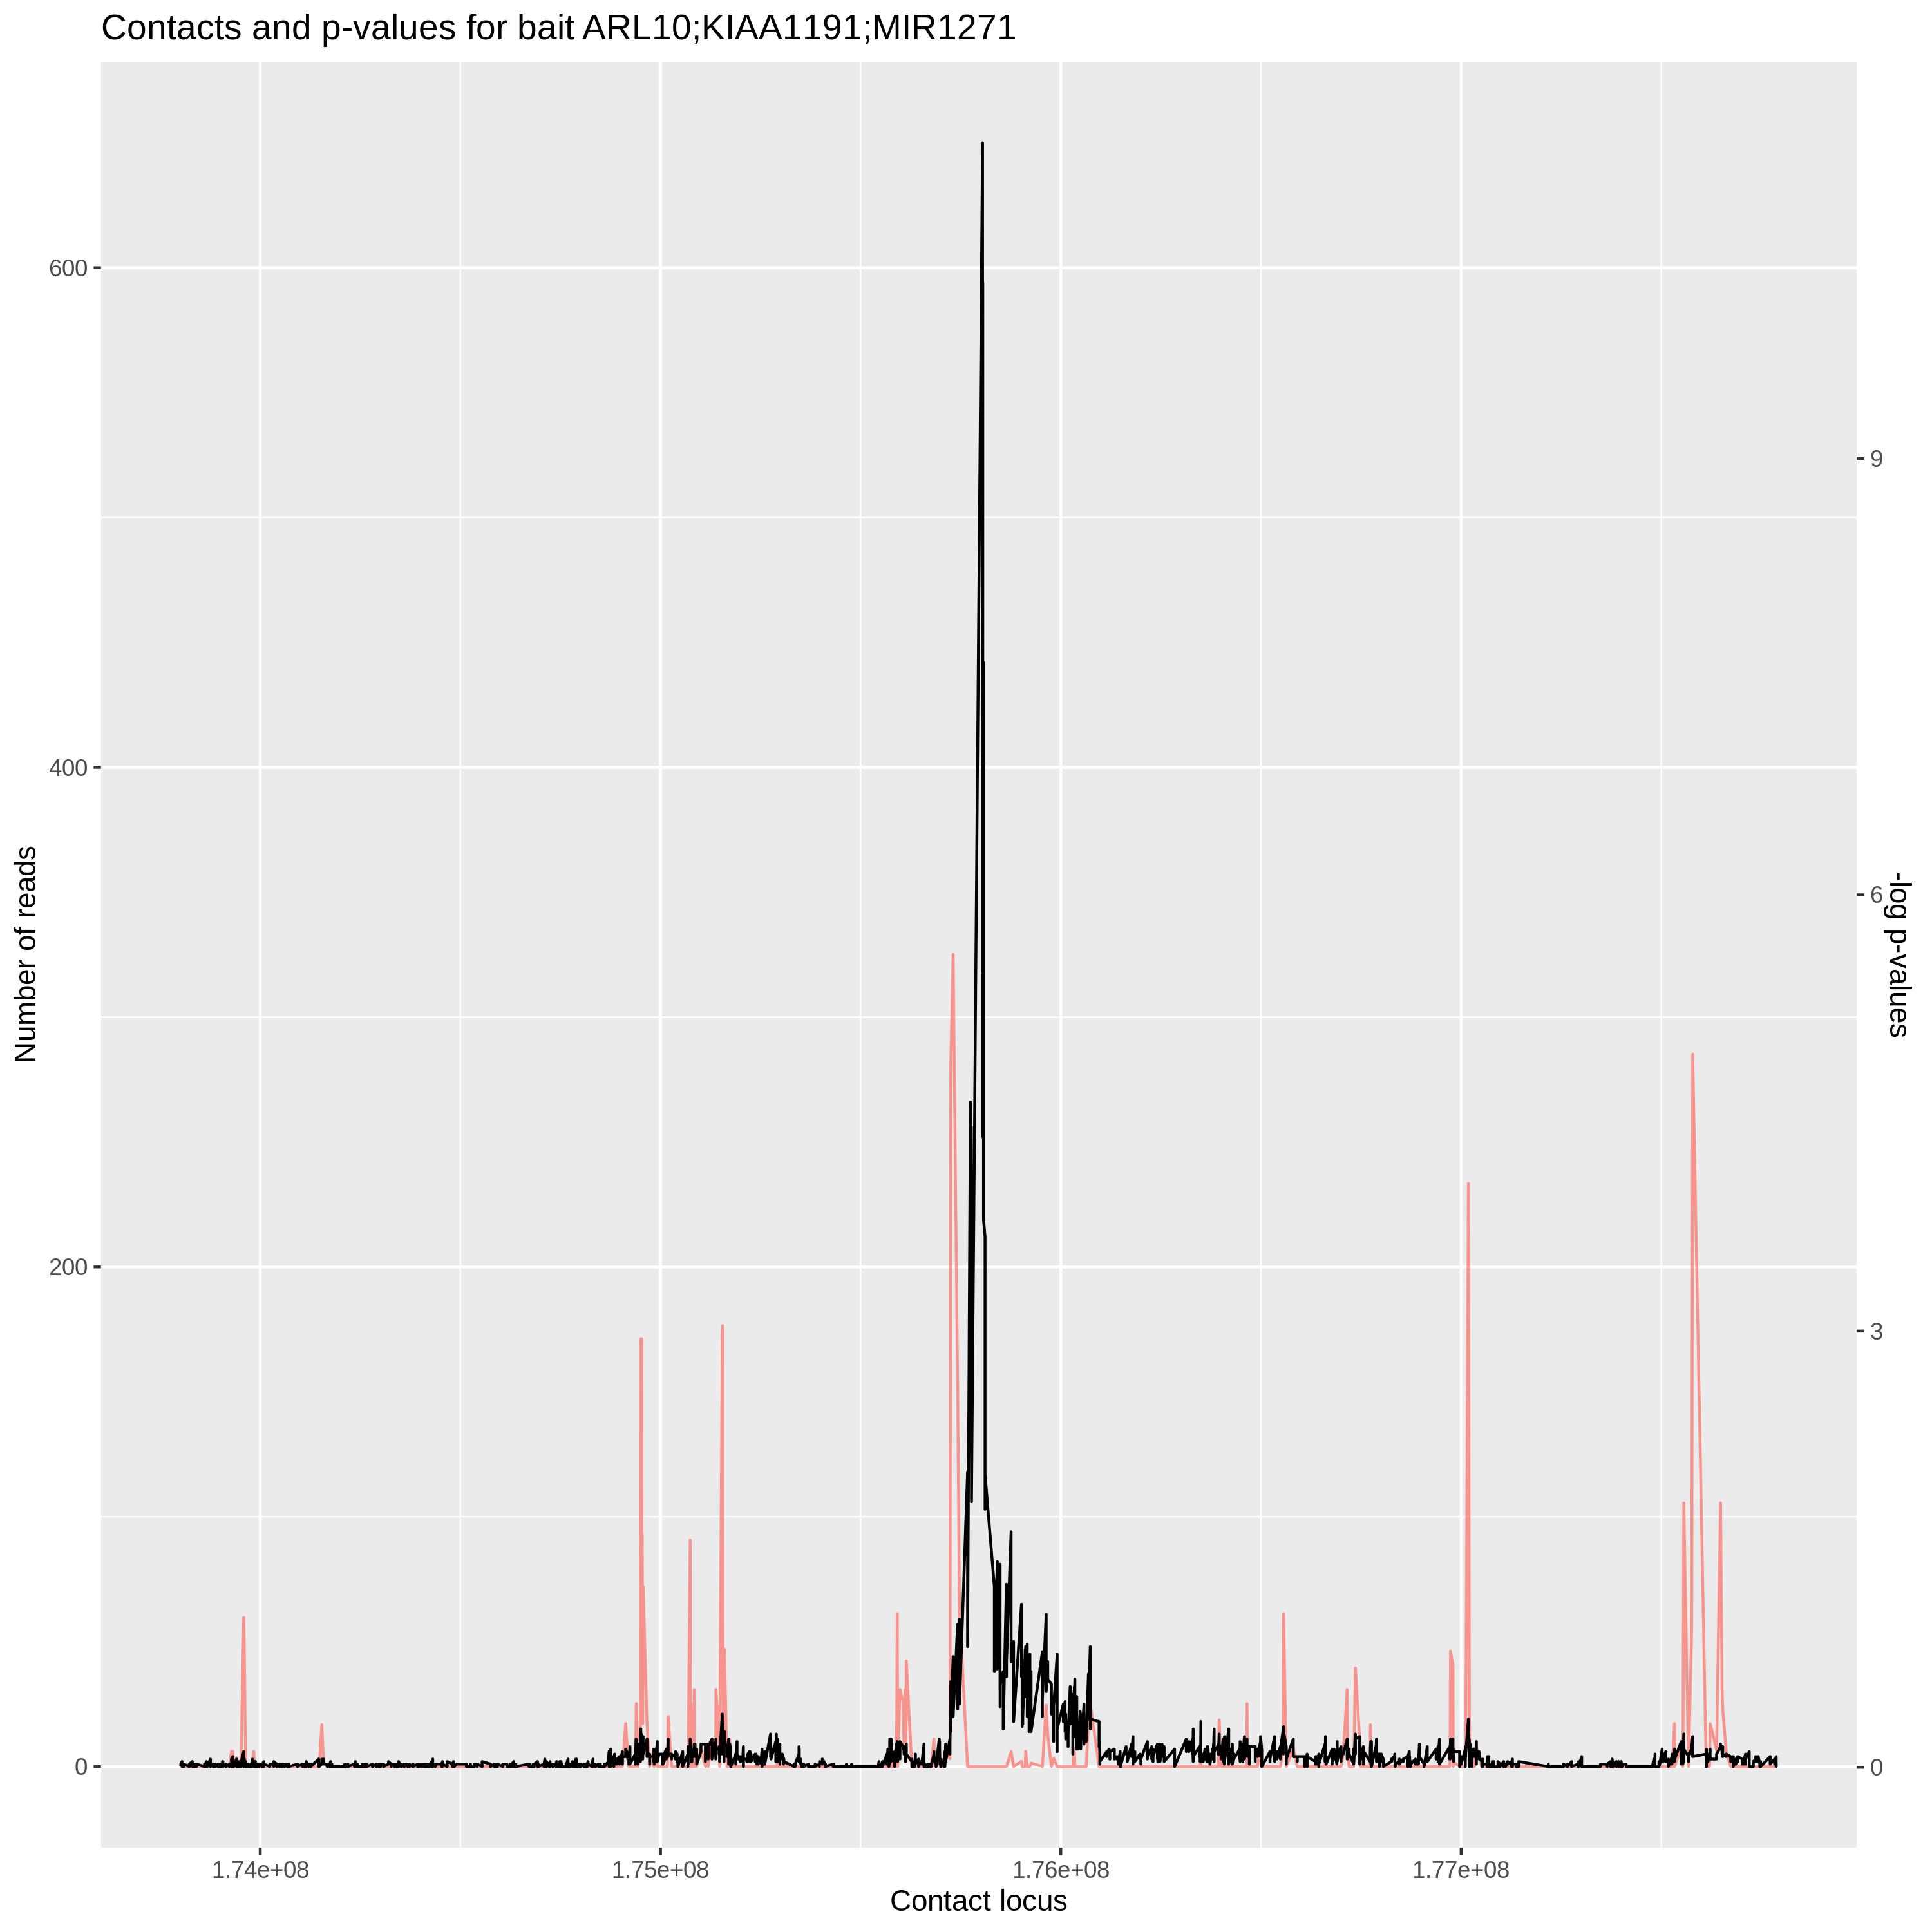 Contacts and p-values for bait ARL10;KIAA1191;MIR1271
600
400
200
0
Number of reads
9
6
3
0
-log p-values
1.74e+08
1.75e+08
1.76e+08
1.77e+08
Contact locus